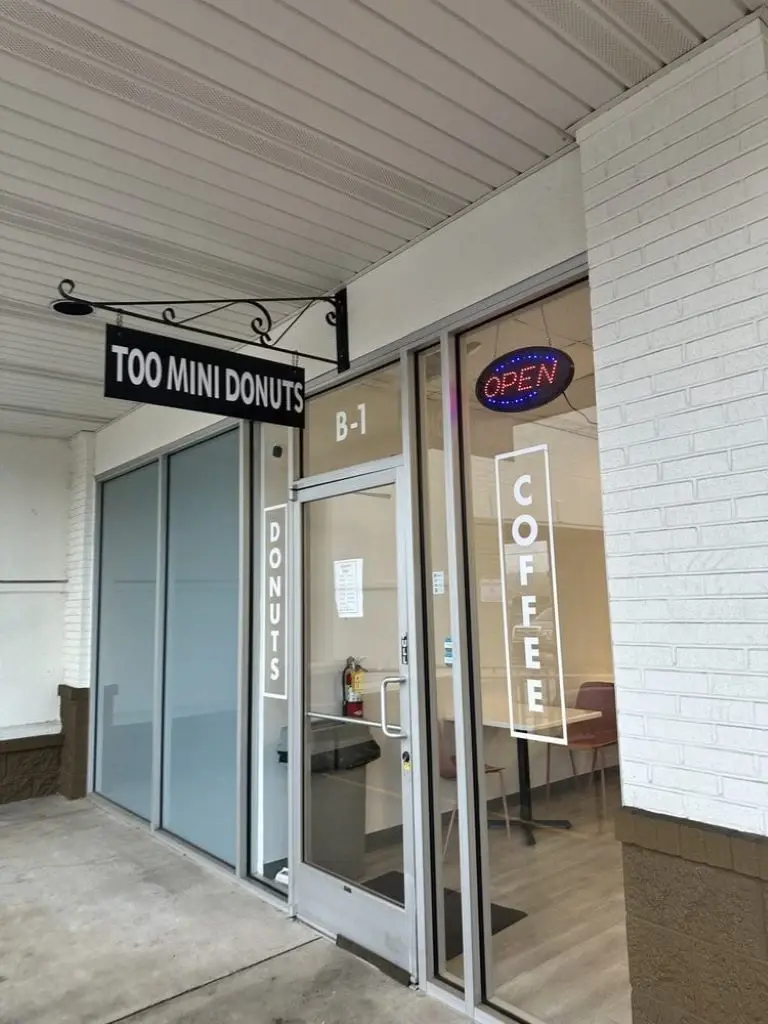 TOO MINI DONUTS
B-1
OPEN
DONUTS
COFFEE